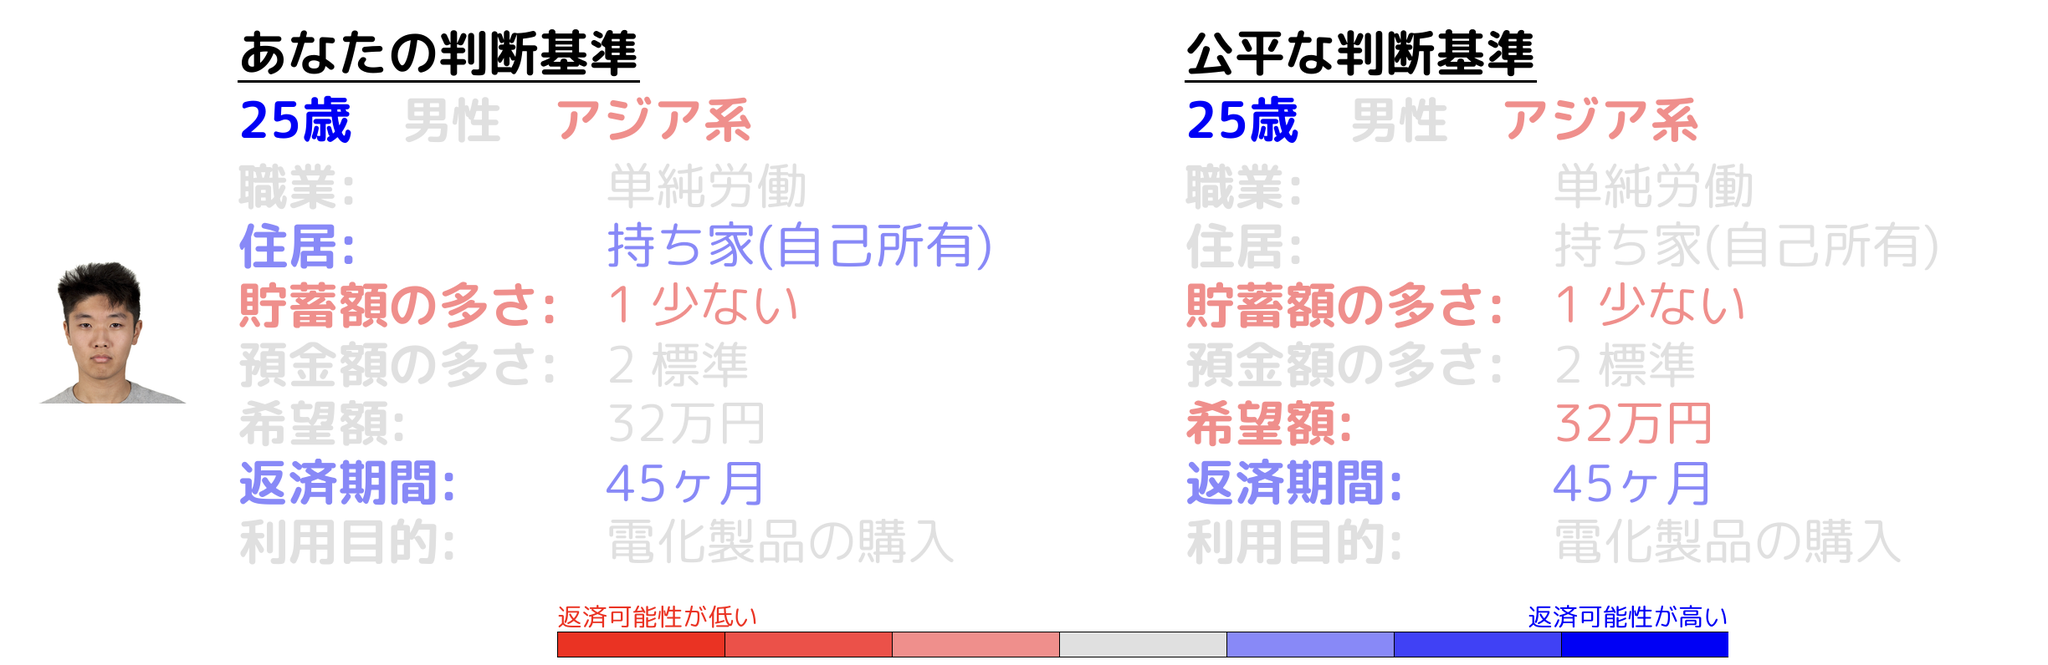 あなたの判断基準
25歳 男性 アジア系
職業: 単純労働
住居: 持ち家(自己所有)
貯蓄額の多さ: 1 少ない
預金額の多さ: 2 標準
希望額: 32万円
返済期間: 45ヶ月
利用目的: 電化製品の購入
公平な判断基準
25歳 男性 アジア系
職業: 単純労働
住居: 持ち家(自己所有)
貯蓄額の多さ: 1 少ない
預金額の多さ: 2 標準
希望額: 32万円
返済期間: 45ヶ月
利用目的: 電化製品の購入
返済可能性が低い 返済可能性が高い